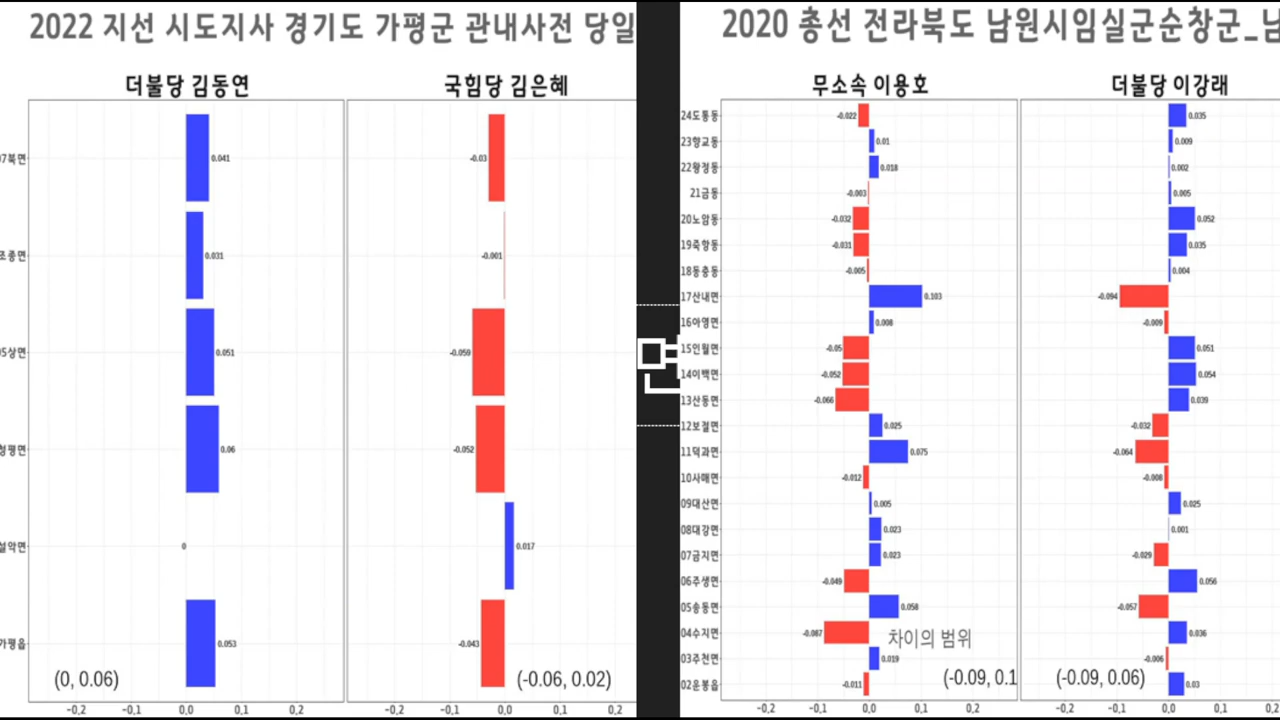 2022 지선 시도지사 경기도 가평군 관내사전 당일
더불당 김동연
국힘당 김은혜
07북면
0.041
-0.03
조종면
0.031
-0.001
05상면
0.051
-0.059
청평면
0.06
-0.052
설악면
0
0.017
가평읍
0.053
-0.043
(0, 0.06)
(-0.06, 0.02)
-0,2 -0,1 0,0 0,1 0,2
-0,2 -0,1 0,0 0,1 0,2
2020 총선 전라북도 남원시임실군순창군_남
무소속 이용호
더불당 이강래
24도통동 -0.022 0.035
23향교동 0.01 0.009
22왕정동 0.018 0.002
21금동 -0.003 0.005
20노암동 -0.032 0.052
19죽항동 -0.031 0.035
18동충동 -0.005 0.004
17산내면 0.103 -0.094
16아영면 0.008 -0.009
15인월면 -0.05 0.051
14이백면 -0.052 0.054
13산동면 -0.066 0.039
12보절면 0.025 -0.032
11덕과면 0.075 -0.064
10사매면 -0.012 -0.008
09대산면 0.005 0.025
08대강면 0.023 0.001
07금지면 0.023 -0.029
06주생면 -0.049 0.056
05송동면 0.058 -0.057
04수지면 -0.087 0.036
차이의 범위
03주천면 0.019 -0.006
02운봉읍 -0.011 0.03
(-0.09, 0.1
(-0.09, 0.06)
-0,2 -0,1 0,0 0,1
-0,2 -0,1 0,0 0,1 0,2